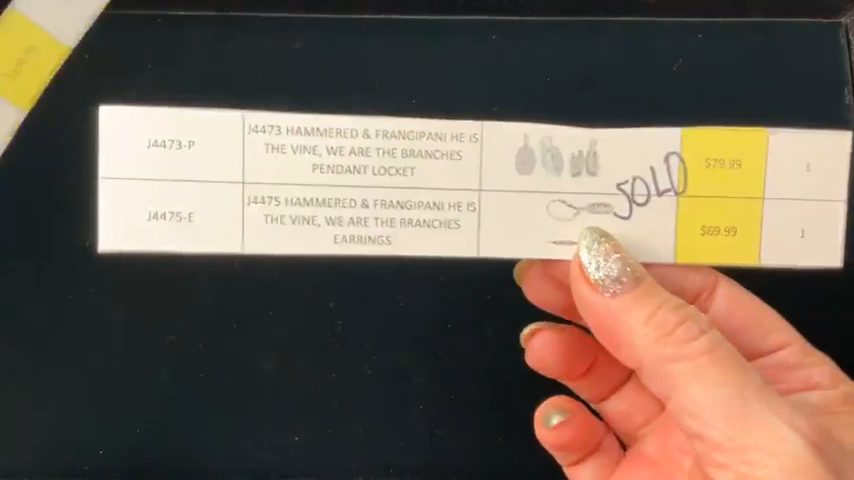 J4473-P
J4473 HAMMERED & FRANGIPANI HE IS
THE VINE, WE ARE THE BRANCHES
PENDANT LOCKET
SOLD
$79.99
1
J4475-E
J4475 HAMMERED & FRANGIPANI HE IS
THE VINE, WE ARE THE BRANCHES
EARRINGS
$69.99
1